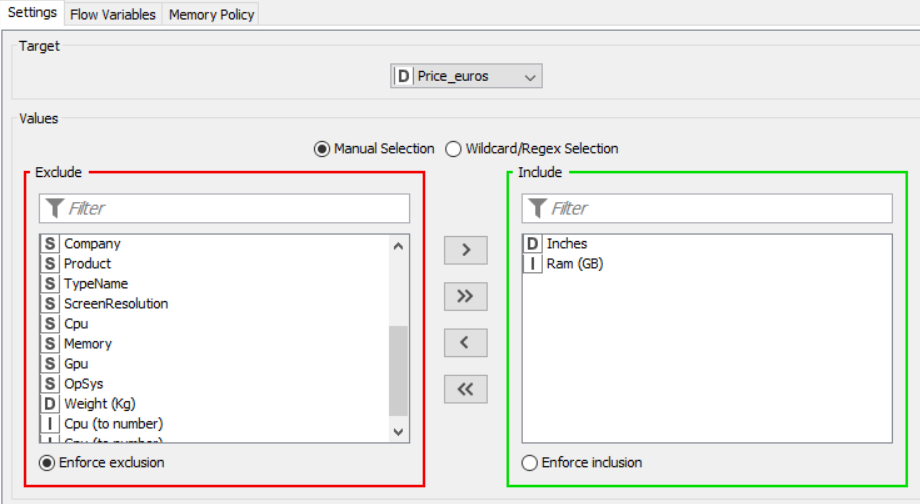 Settings Flow Variables Memory Policy
Target
D Price_euros
Values
Manual Selection Wildcard/Regex Selection
Exclude
Filter
S Company
S Product
S TypeName
S ScreenResolution
S Cpu
S Memory
S Gpu
S OpSys
D Weight (Kg)
I Cpu (to number)
Enforce exclusion
>
>>
<
<<
Include
Filter
D Inches
I Ram (GB)
Enforce inclusion